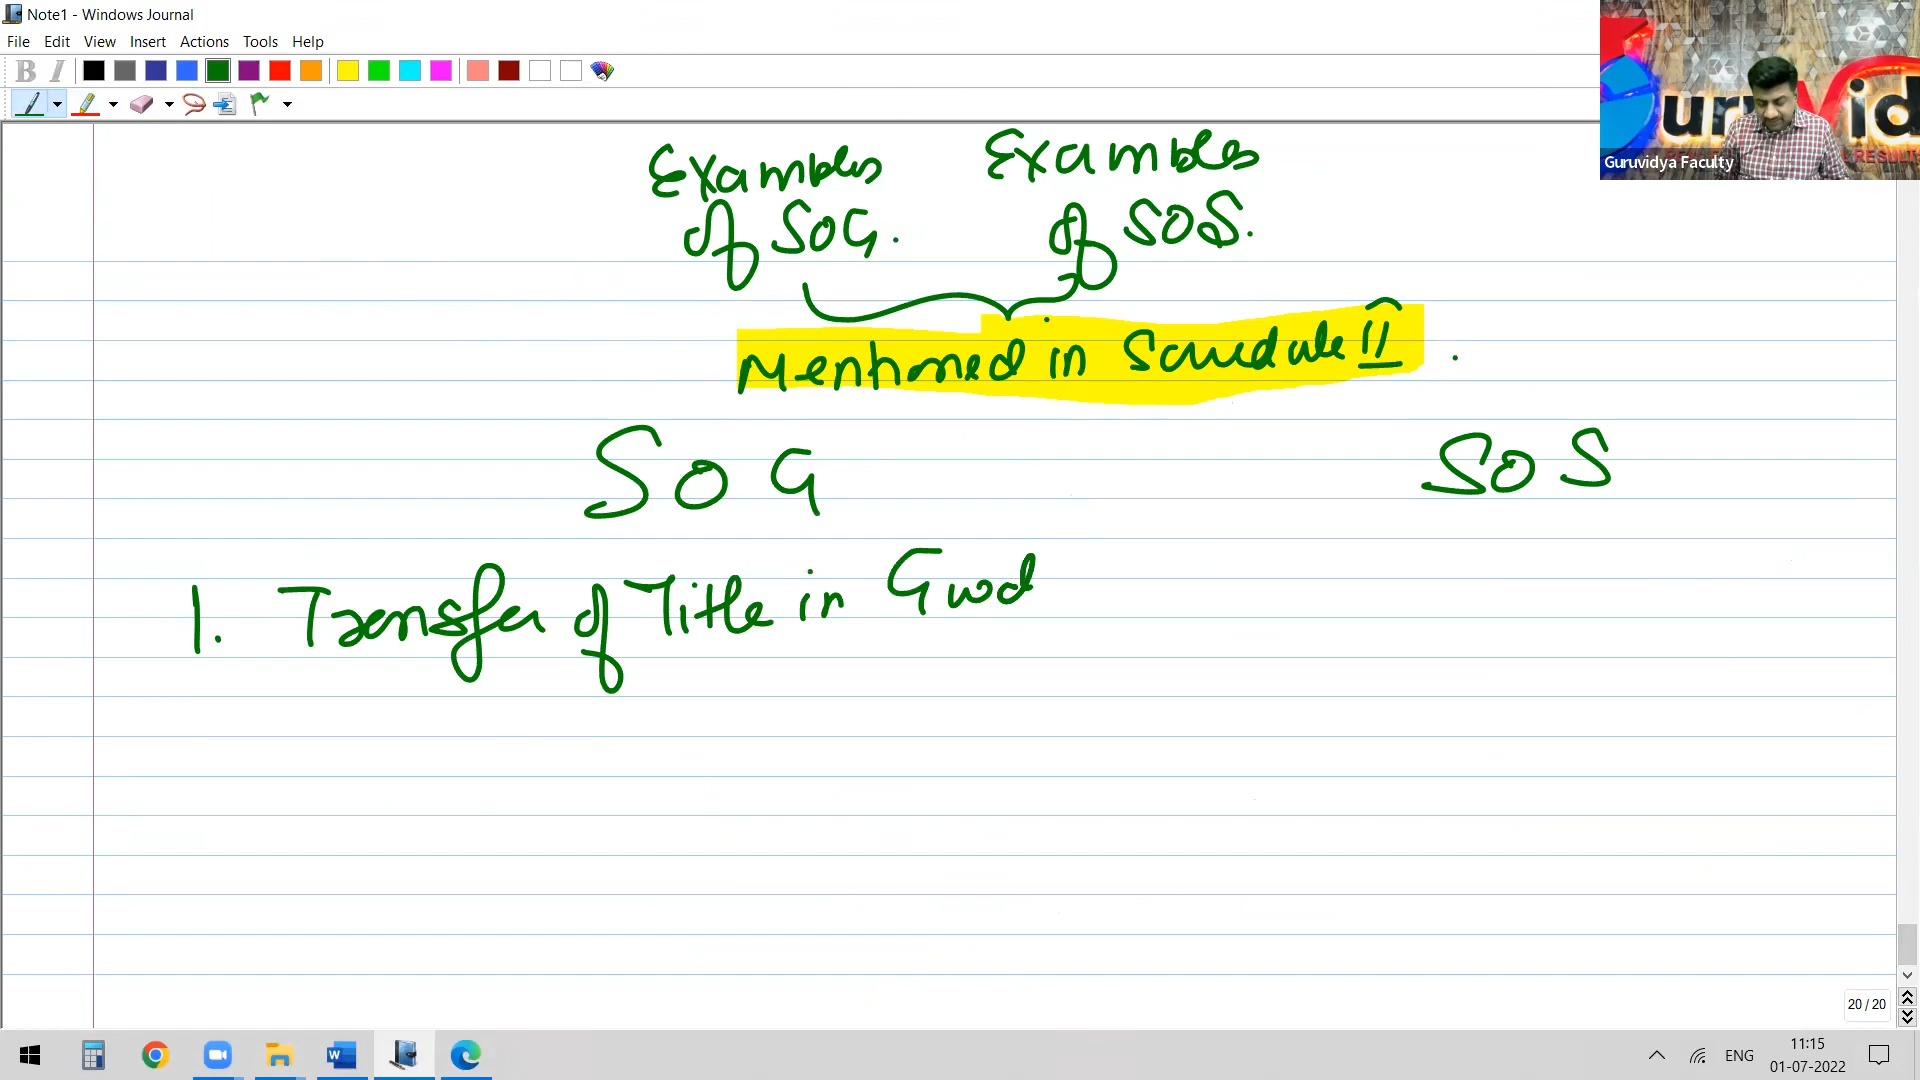 Note1 - Windows Journal
File Edit View Insert Actions Tools Help
B I
Guruvidya Faculty
RESULT
Examples Examples
of SOG. of SOS.
Mentioned in Schedule II.
SOG SOS
1. Transfer of Title in Good
20 / 20
ENG
11:15
01-07-2022